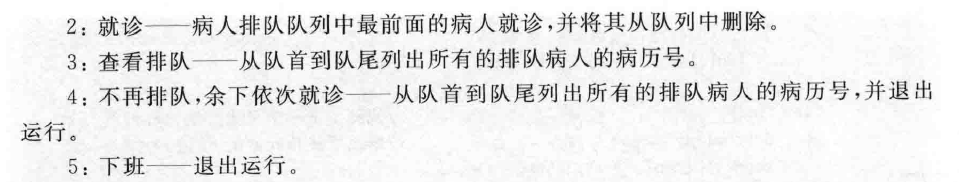 2：就诊——病人排队队列中最前面的病人就诊，并将其从队列中删除。
3：查看排队——从队首到队尾列出所有的排队病人的病历号。
4：不再排队，余下依次就诊——从队首到队尾列出所有的排队病人的病历号，并退出
运行。
5：下班——退出运行。